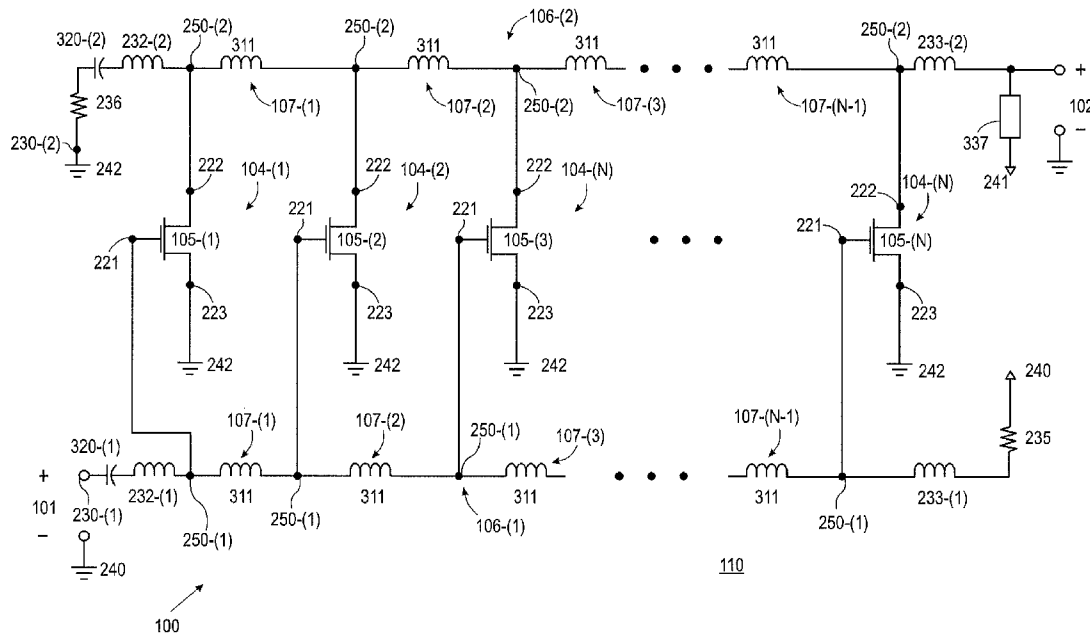 106-(2)
320-(2) 232-(2) 250-(2) 311 250-(2) 311 311 311 250-(2) 233-(2)
236 107-(1) 107-(2) 250-(2) 107-(3) 107-(N-1) 337 + 102 -
230-(2)
242 222 104-(1) 222 104-(2) 222 104-(N) 222 104-(N) 241
221 105-(1) 221 105-(2) 221 105-(3) 221 105-(N)
223 223 223 223
242 242 242 242 240
320-(1) 107-(1) 107-(2) 250-(1) 107-(3) 107-(N-1) 235
+ 101 -
230-(1) 232-(1) 311 311 311 311 233-(1)
250-(1) 250-(1) 106-(1) 250-(1)
240
110
100